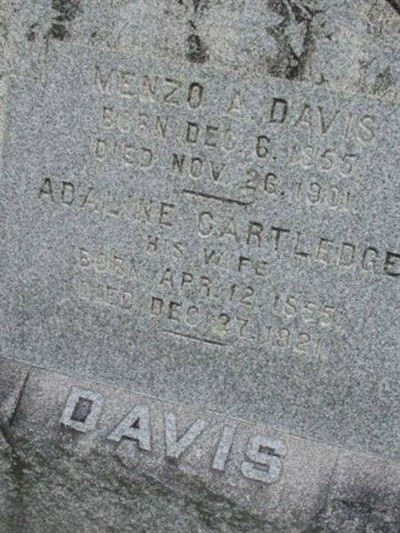 MENZO A. DAVIS
BORN DEC. 6. 1855
DIED NOV. 26. 1901.
ADALINE CARTLEDGE
HIS WIFE
BORN APR. 12. 1855.
DIED DEC. 27. 1921.
DAVIS